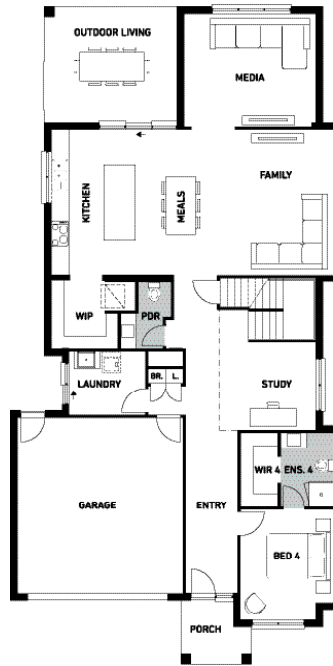 OUTDOOR LIVING
MEDIA
FAMILY
KITCHEN
MEALS
WIP
PDR
LAUNDRY
BR.
L.
STUDY
WIR 4
ENS. 4
GARAGE
ENTRY
BED 4
PORCH